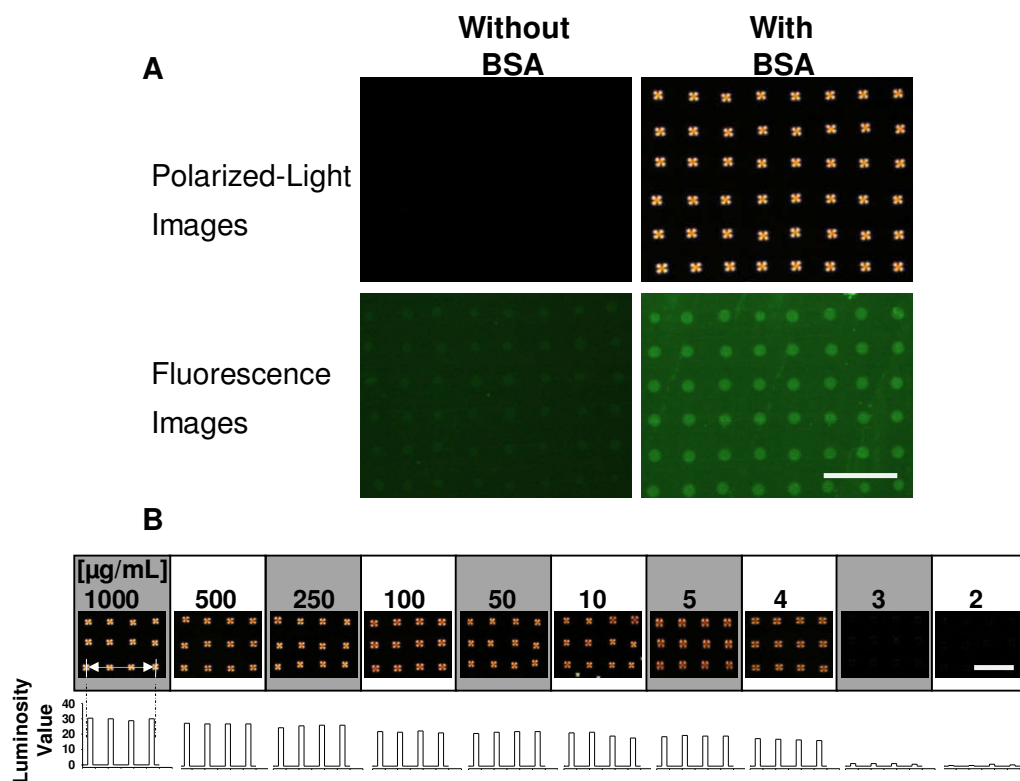 Without BSA
With BSA
A
Polarized-Light
Images
Fluorescence
Images
B
[µg/mL]
1000 500 250 100 50 10 5 4 3 2
Luminosity
Value
40
30
20
10
0